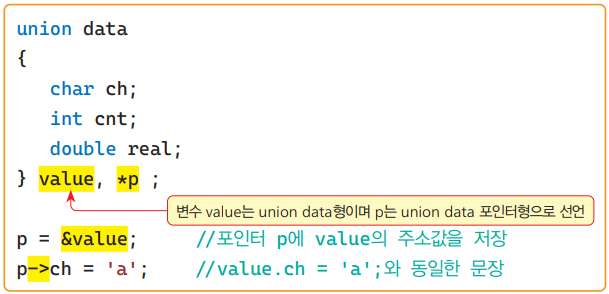 union data
{
char ch;
int cnt;
double real;
} value, *p ;
변수 value는 union data형이며 p는 union data 포인터형으로 선언
p = &value; //포인터 p에 value의 주소값을 저장
p->ch = 'a'; //value.ch = 'a';와 동일한 문장